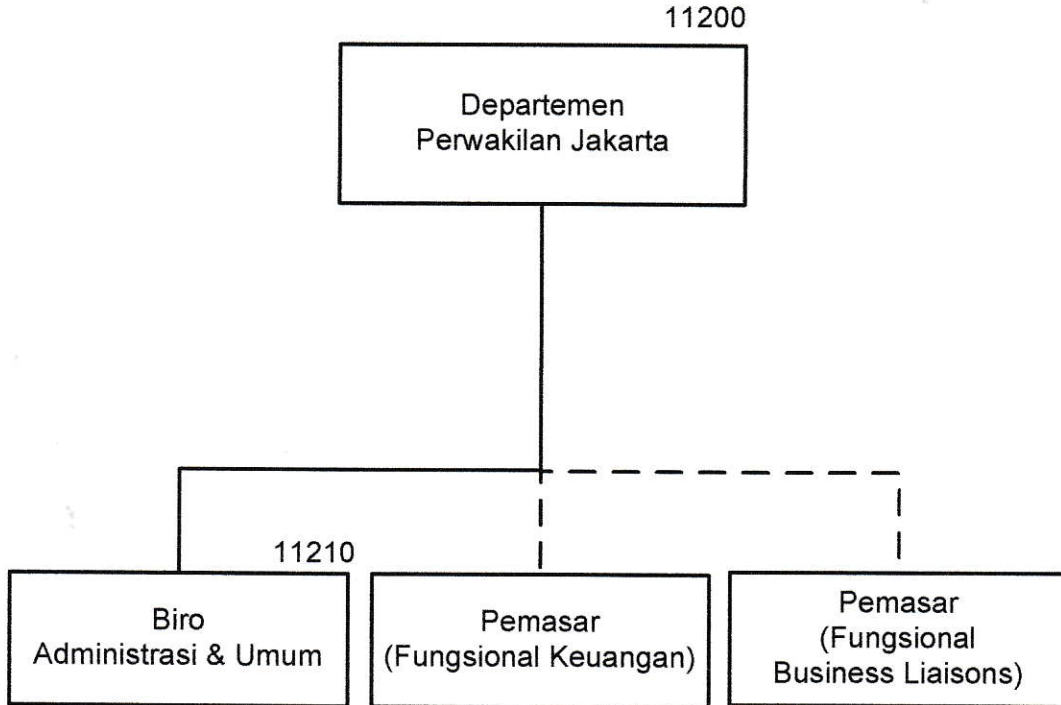 11200
Departemen
Perwakilan Jakarta
11210
Biro
Administrasi & Umum
Pemasar
(Fungsional Keuangan)
Pemasar
(Fungsional
Business Liaisons)